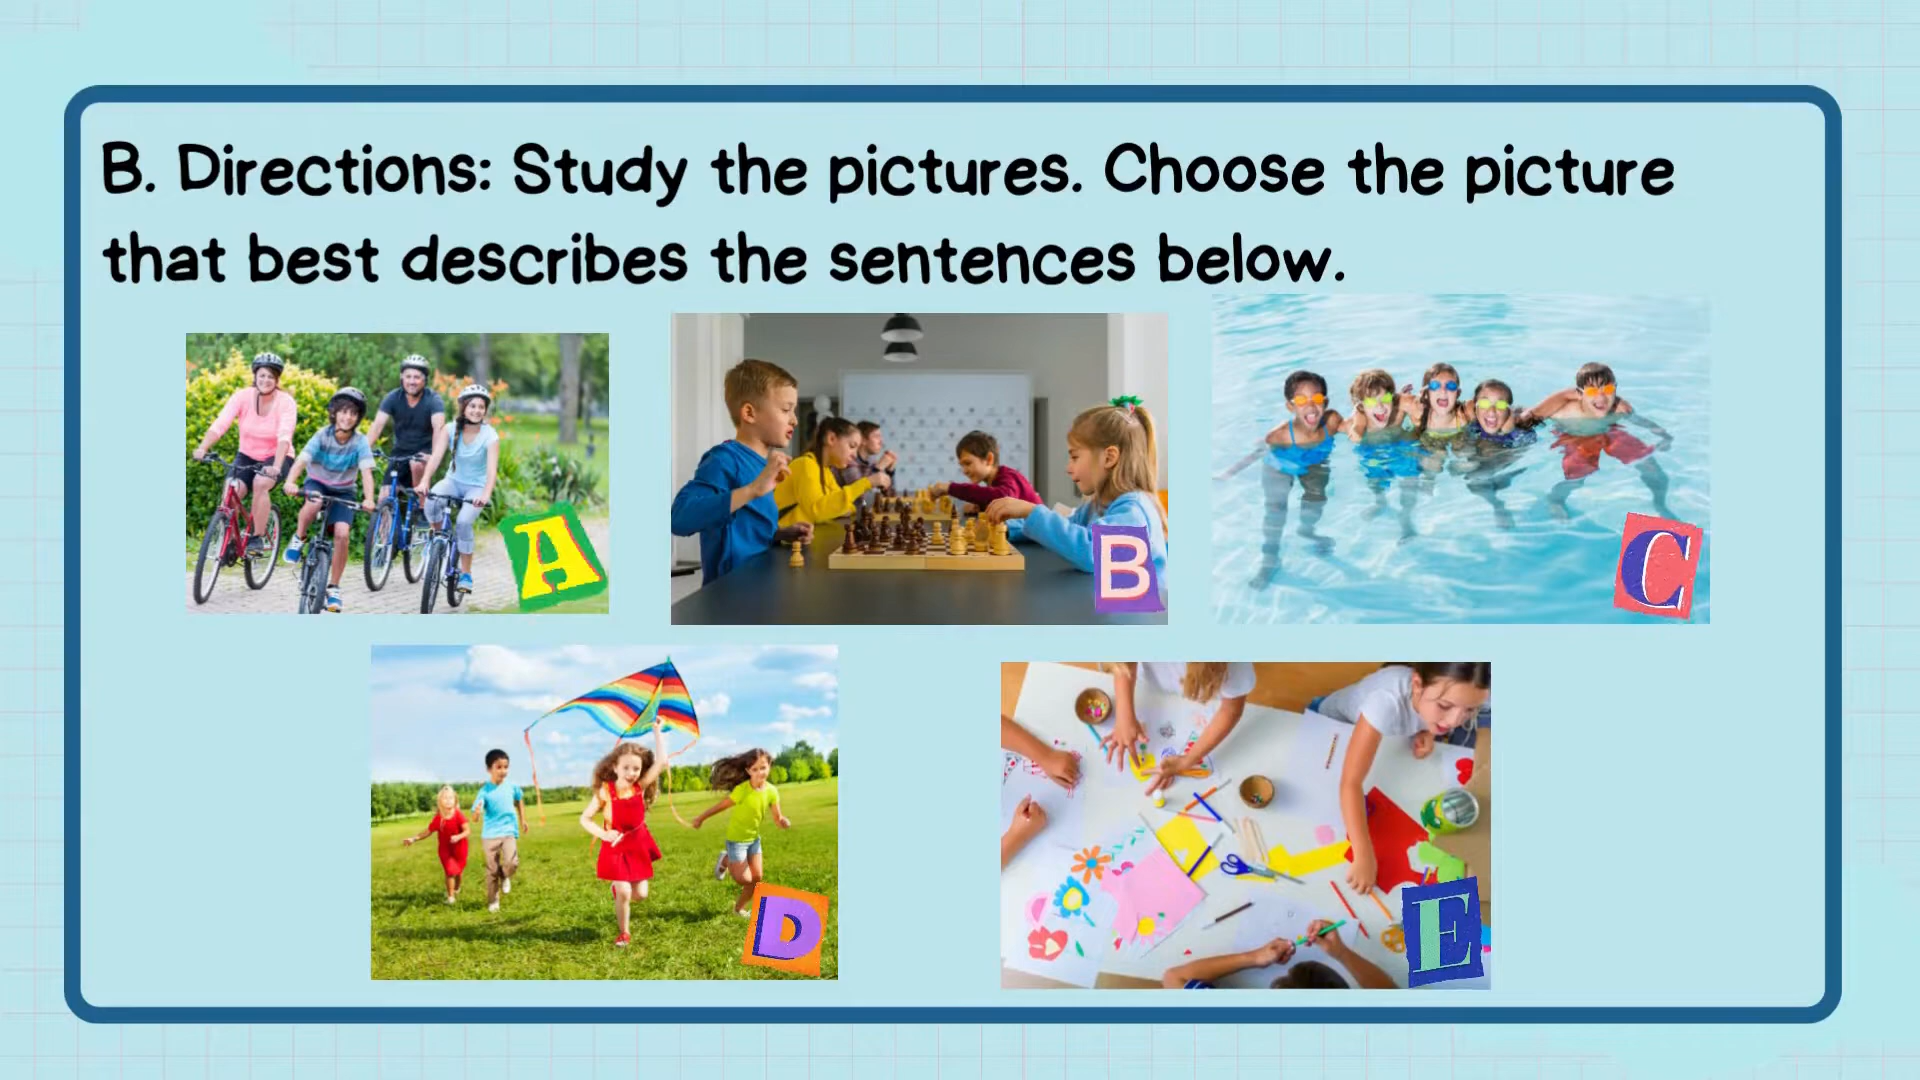 B. Directions: Study the pictures. Choose the picture
that best describes the sentences below.
A
B
C
D
E